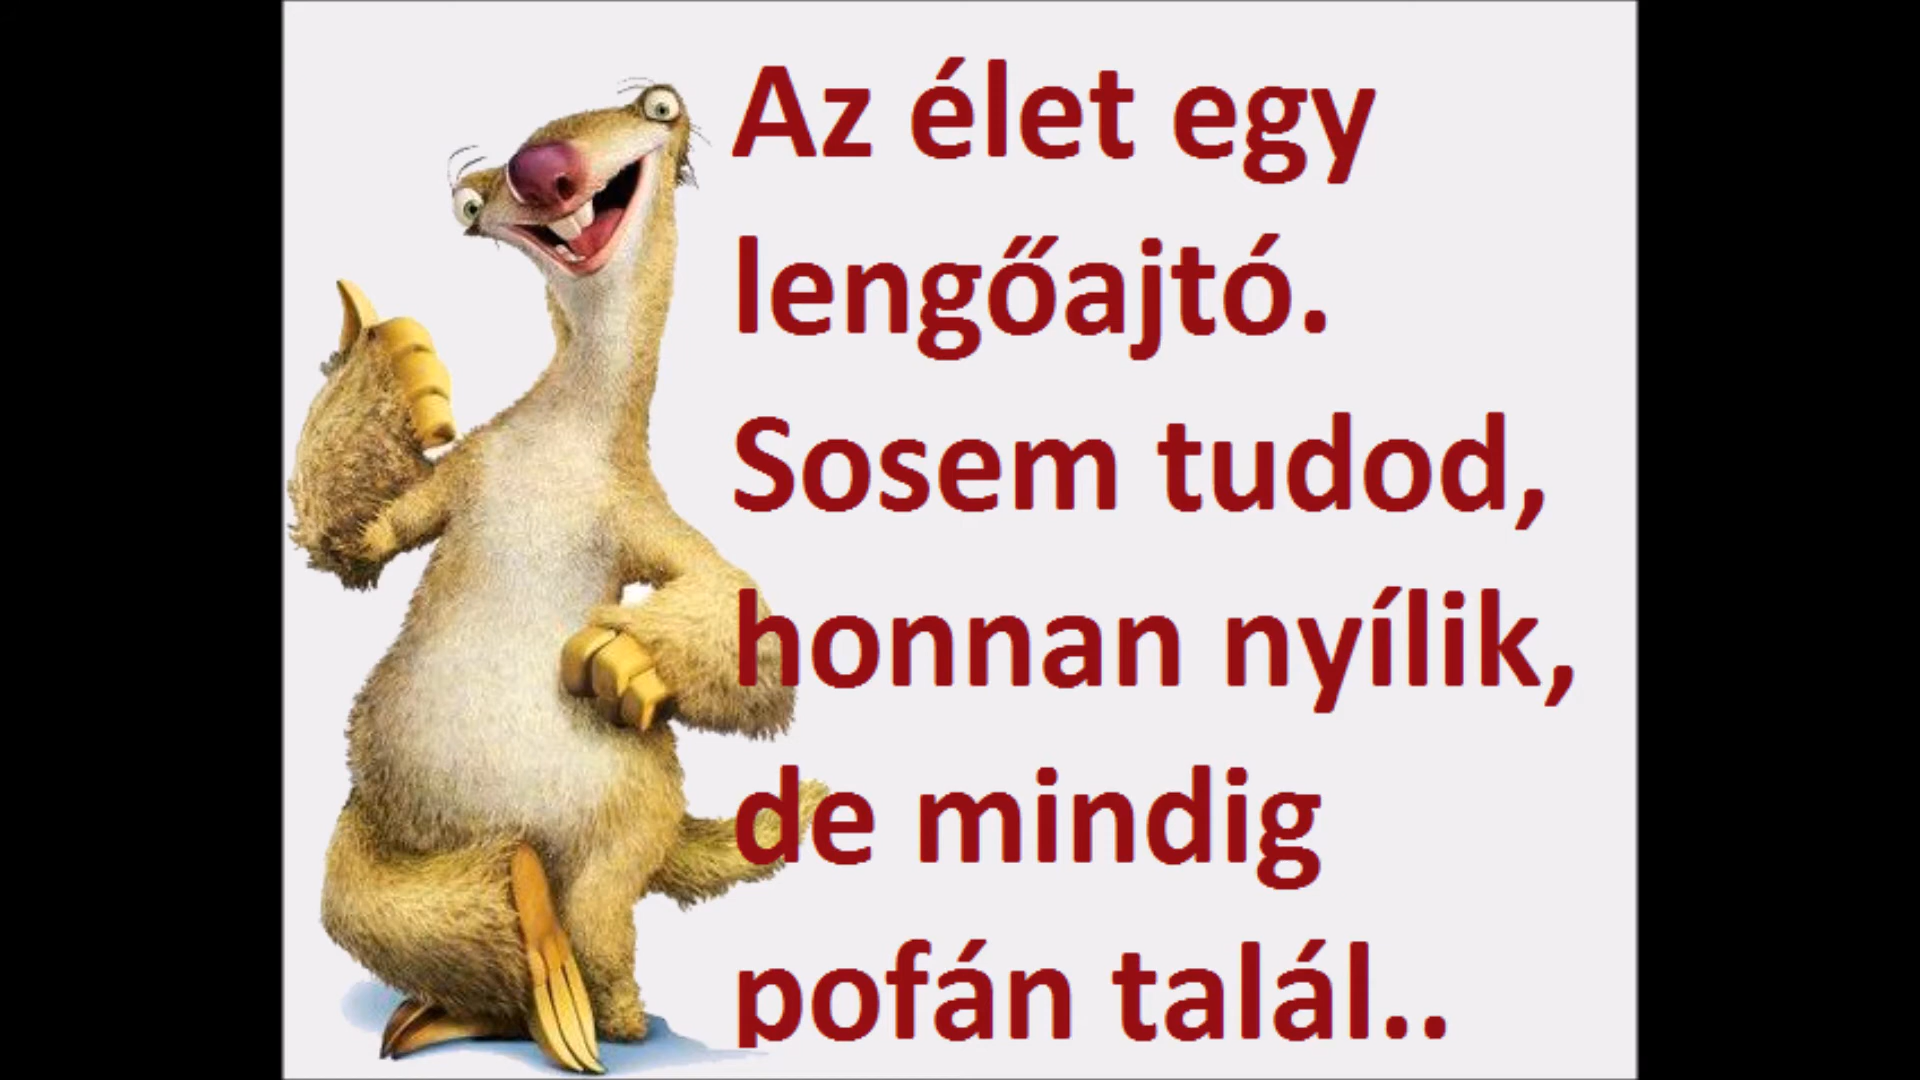 Az élet egy
lengőajtó.
Sosem tudod,
honnan nyílik,
de mindig
pofán talál..